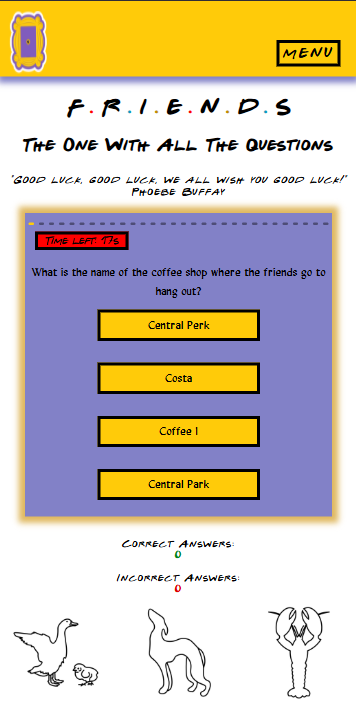 MENU
F.R.I.E.N.D.S
The One With All The Questions
"Good luck, good luck, we all wish you good luck!"
Phoebe Buffay
Time left 17s
What is the name of the coffee shop where the friends go to
hang out?
Central Perk
Costa
Coffee 1
Central Park
Correct Answers:
0
Incorrect Answers:
0